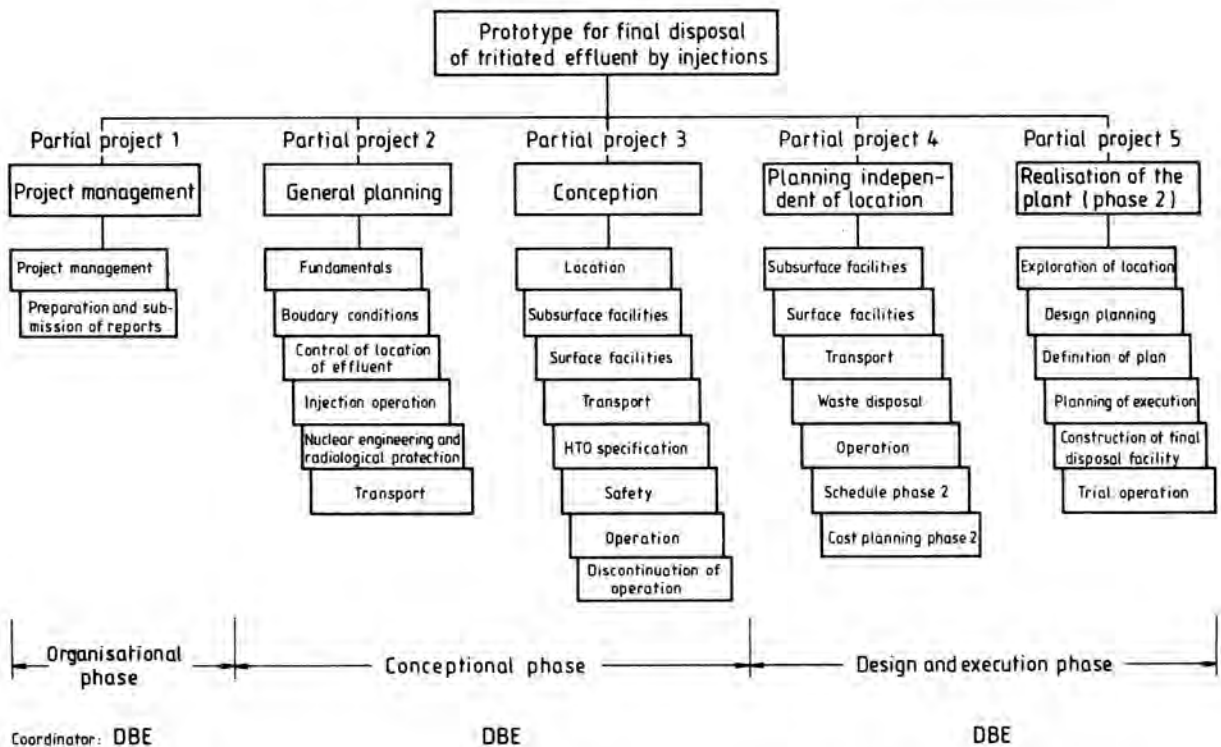 Prototype for final disposal
of tritiated effluent by injections
Partial project 1
Project management
Project management
Preparation and sub-
mission of reports
Partial project 2
General planning
Fundamentals
Boudary conditions
Control of location
of effluent
Injection operation
Nuclear engineering and
radiological protection
Transport
Partial project 3
Conception
Location
Subsurface facilities
Surface facilities
Transport
HTO specification
Safety
Operation
Discontinuation of
operation
Partial project 4
Planning indepen-
dent of location
Subsurface facilities
Surface facilities
Transport
Waste disposal
Operation
Schedule phase 2
Cost planning phase 2
Partial project 5
Realisation of the
plant (phase 2)
Exploration of location
Design planning
Definition of plan
Planning of execution
Construction of final
disposal facility
Trial operation
Organisational
phase
Conceptional phase
Design and execution phase
Coordinator: DBE
DBE
DBE